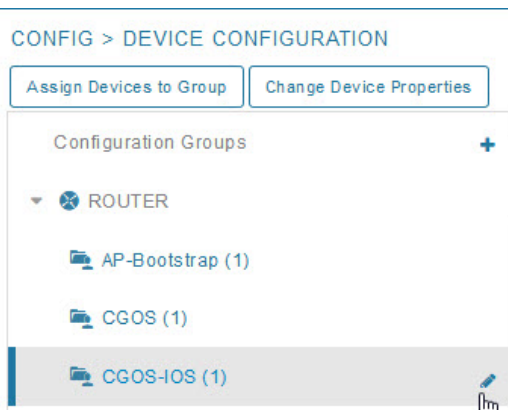 CONFIG > DEVICE CONFIGURATION
Assign Devices to Group Change Device Properties
Configuration Groups
ROUTER
AP-Bootstrap (1)
CGOS (1)
CGOS-IOS (1)